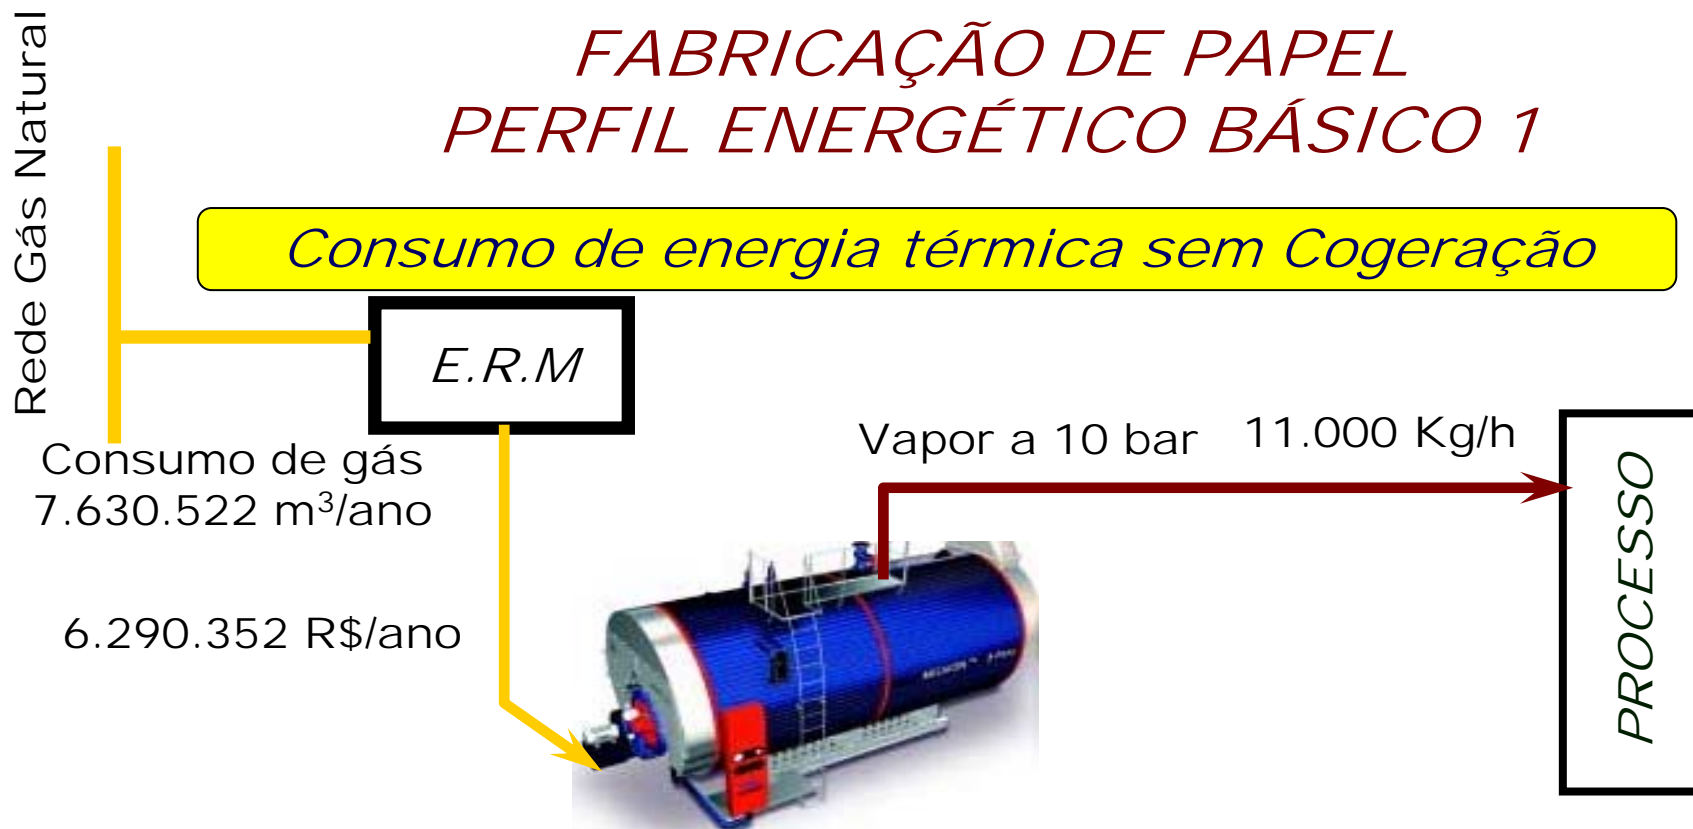 FABRICAÇÃO DE PAPEL
PERFIL ENERGÉTICO BÁSICO 1
Rede Gás Natural
Consumo de energia térmica sem Cogeração
E.R.M
Consumo de gás
7.630.522 m³/ano
6.290.352 R$/ano
Vapor a 10 bar 11.000 Kg/h
PROCESSO